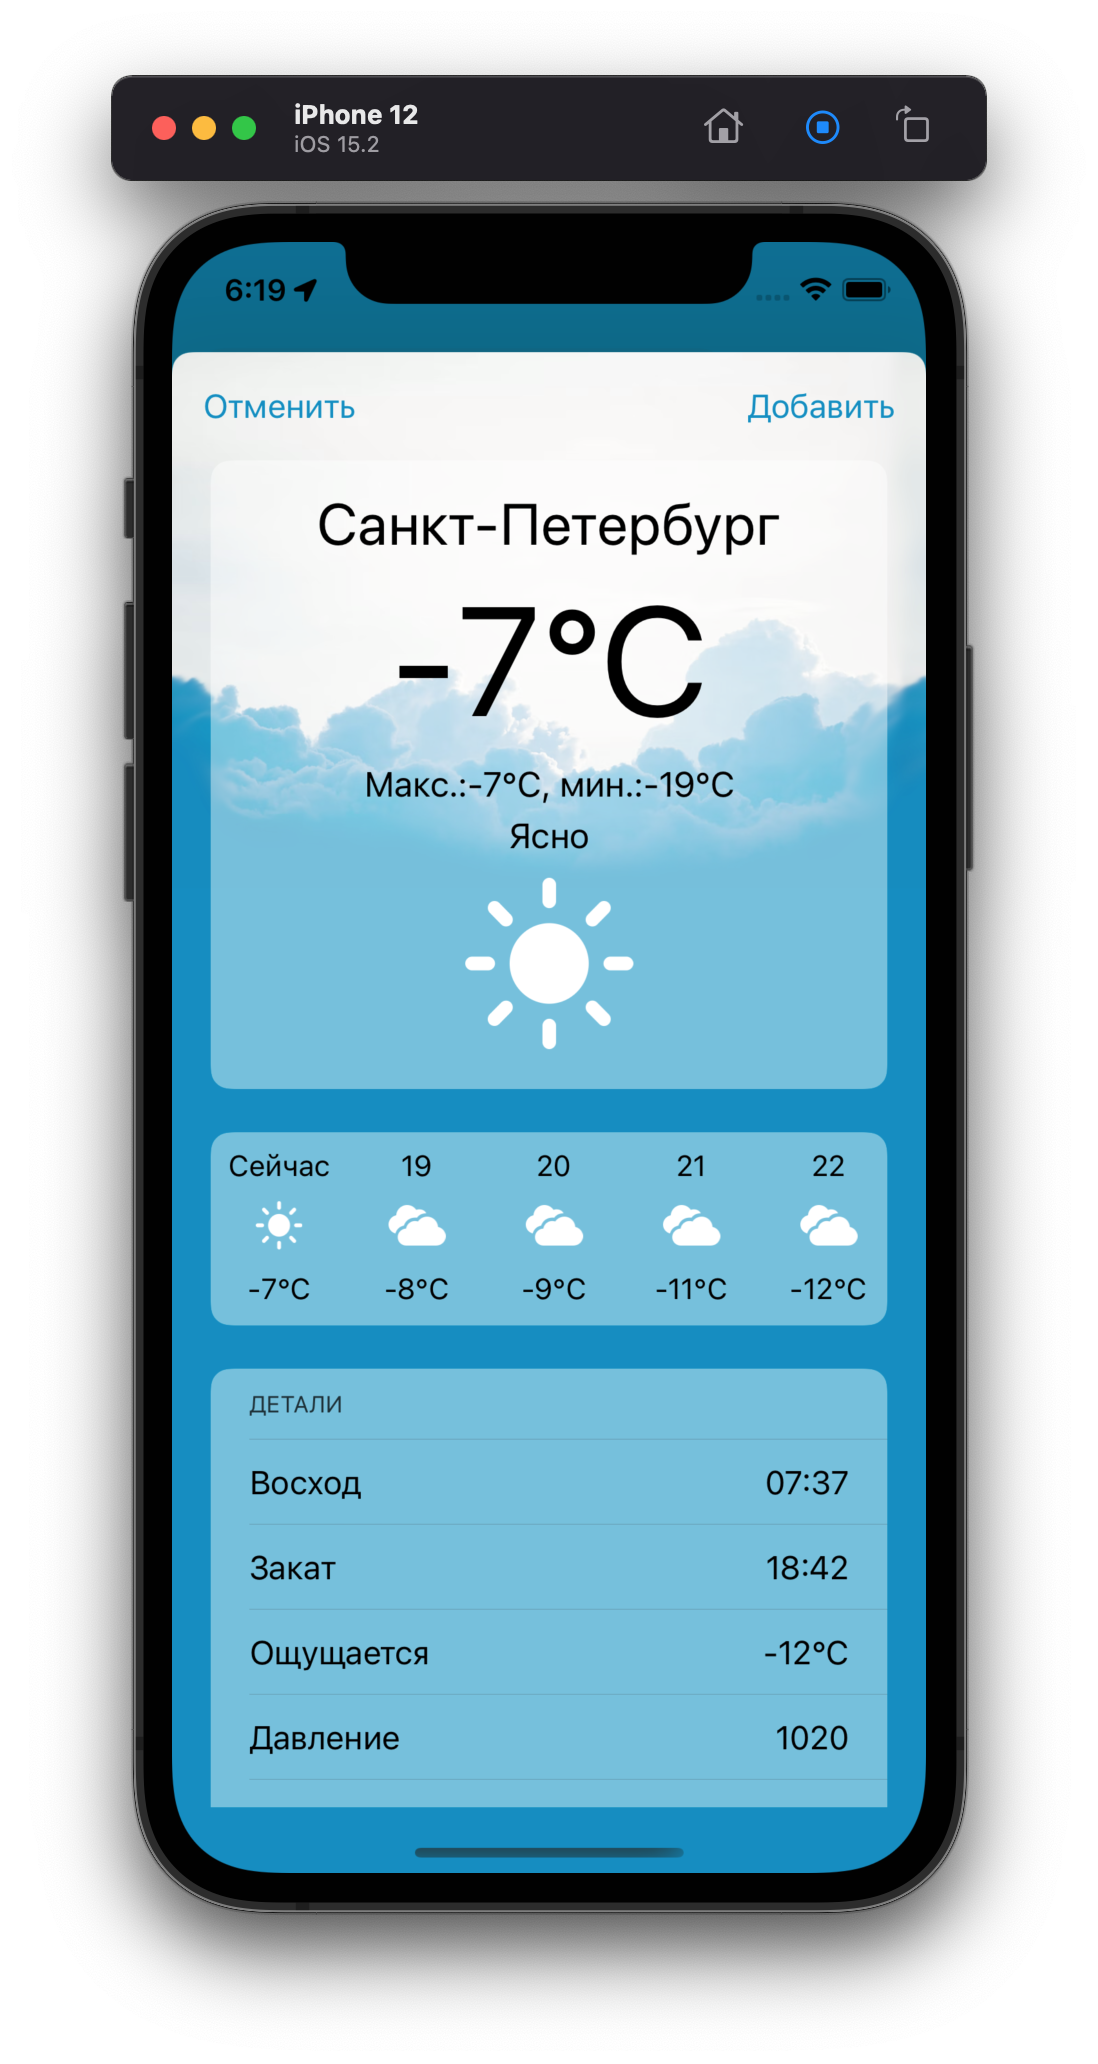 iPhone 12
iOS 15.2
6:19
Отменить Добавить
Санкт-Петербург
-7°C
Макс.:-7°C, мин.:-19°C
Ясно
Сейчас 19 20 21 22
-7°C -8°C -9°C -11°C -12°C
ДЕТАЛИ
Восход 07:37
Закат 18:42
Ощущается -12°C
Давление 1020